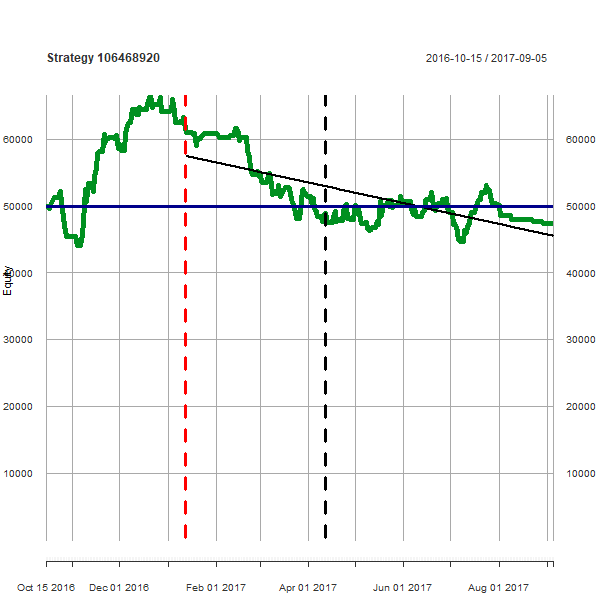 Strategy 106468920 2016-10-15 / 2017-09-05
60000 60000
50000 50000
40000 40000
Equity
30000 30000
20000 20000
10000 10000
Oct 15 2016 Dec 01 2016 Feb 01 2017 Apr 01 2017 Jun 01 2017 Aug 01 2017